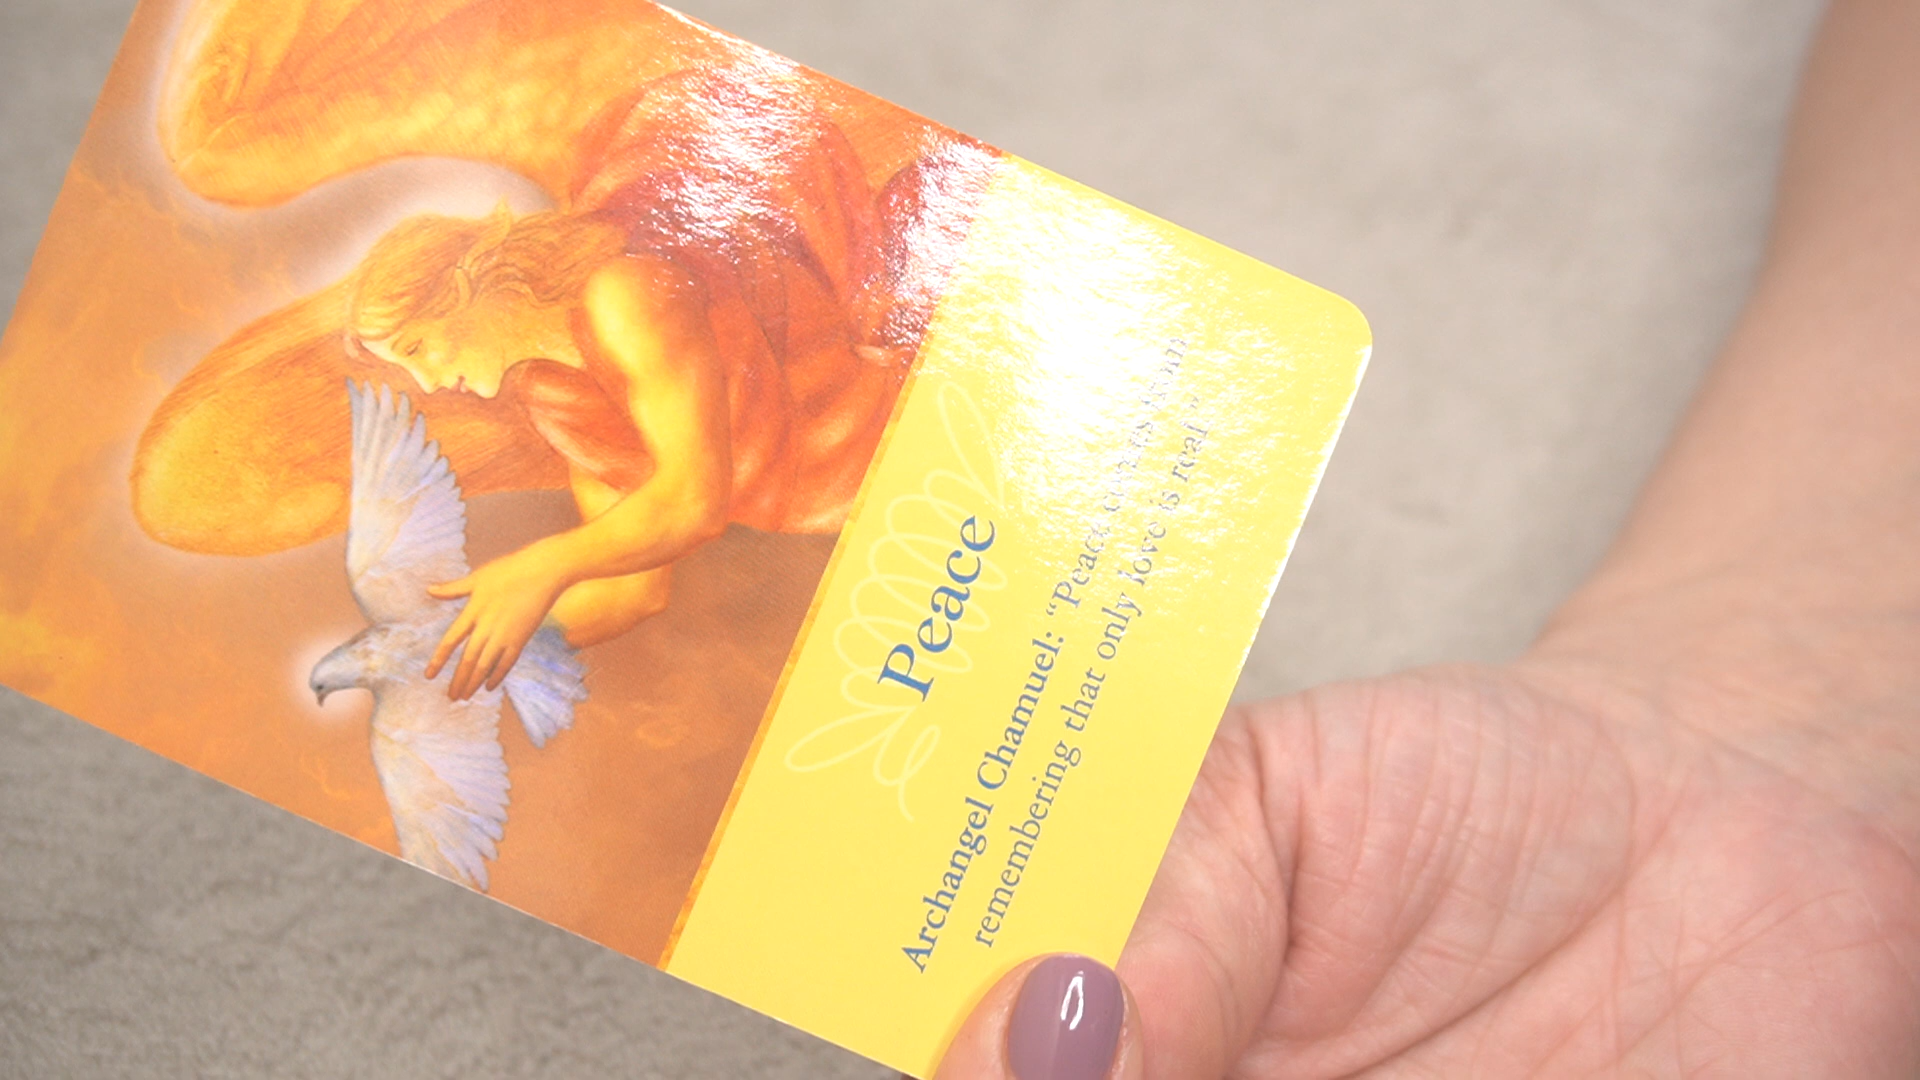 Peace
Archangel Chamuel: “Peace comes from
remembering that only love is real.”